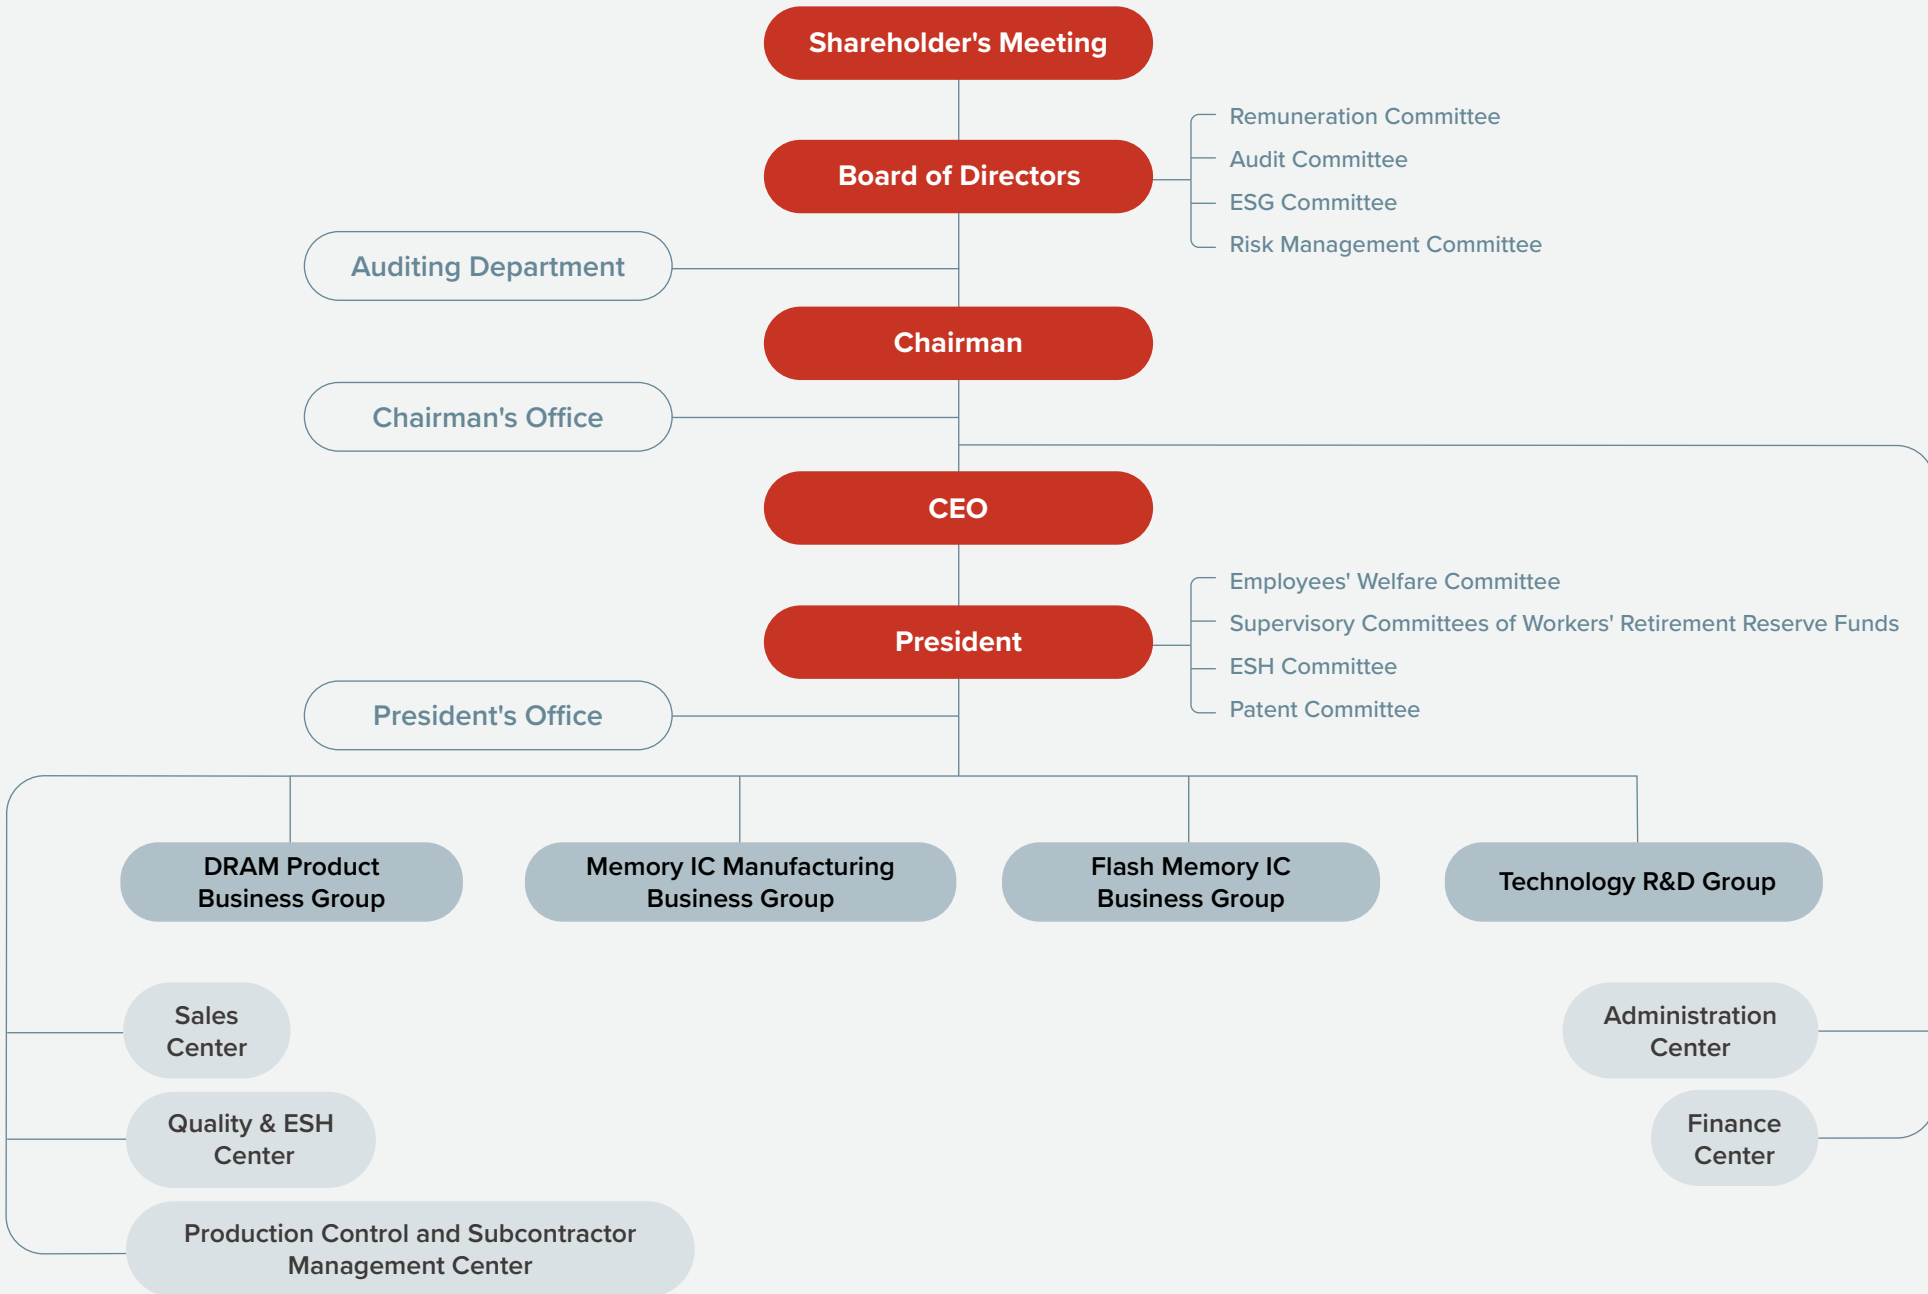 Shareholder's Meeting
Remuneration Committee
Board of Directors
Audit Committee
ESG Committee
Risk Management Committee
Auditing Department
Chairman
Chairman's Office
CEO
Employees' Welfare Committee
Supervisory Committees of Workers' Retirement Reserve Funds
President
ESH Committee
Patent Committee
President's Office
DRAM Product
Business Group
Memory IC Manufacturing
Business Group
Flash Memory IC
Business Group
Technology R&D Group
Sales
Center
Administration
Center
Quality & ESH
Center
Finance
Center
Production Control and Subcontractor
Management Center